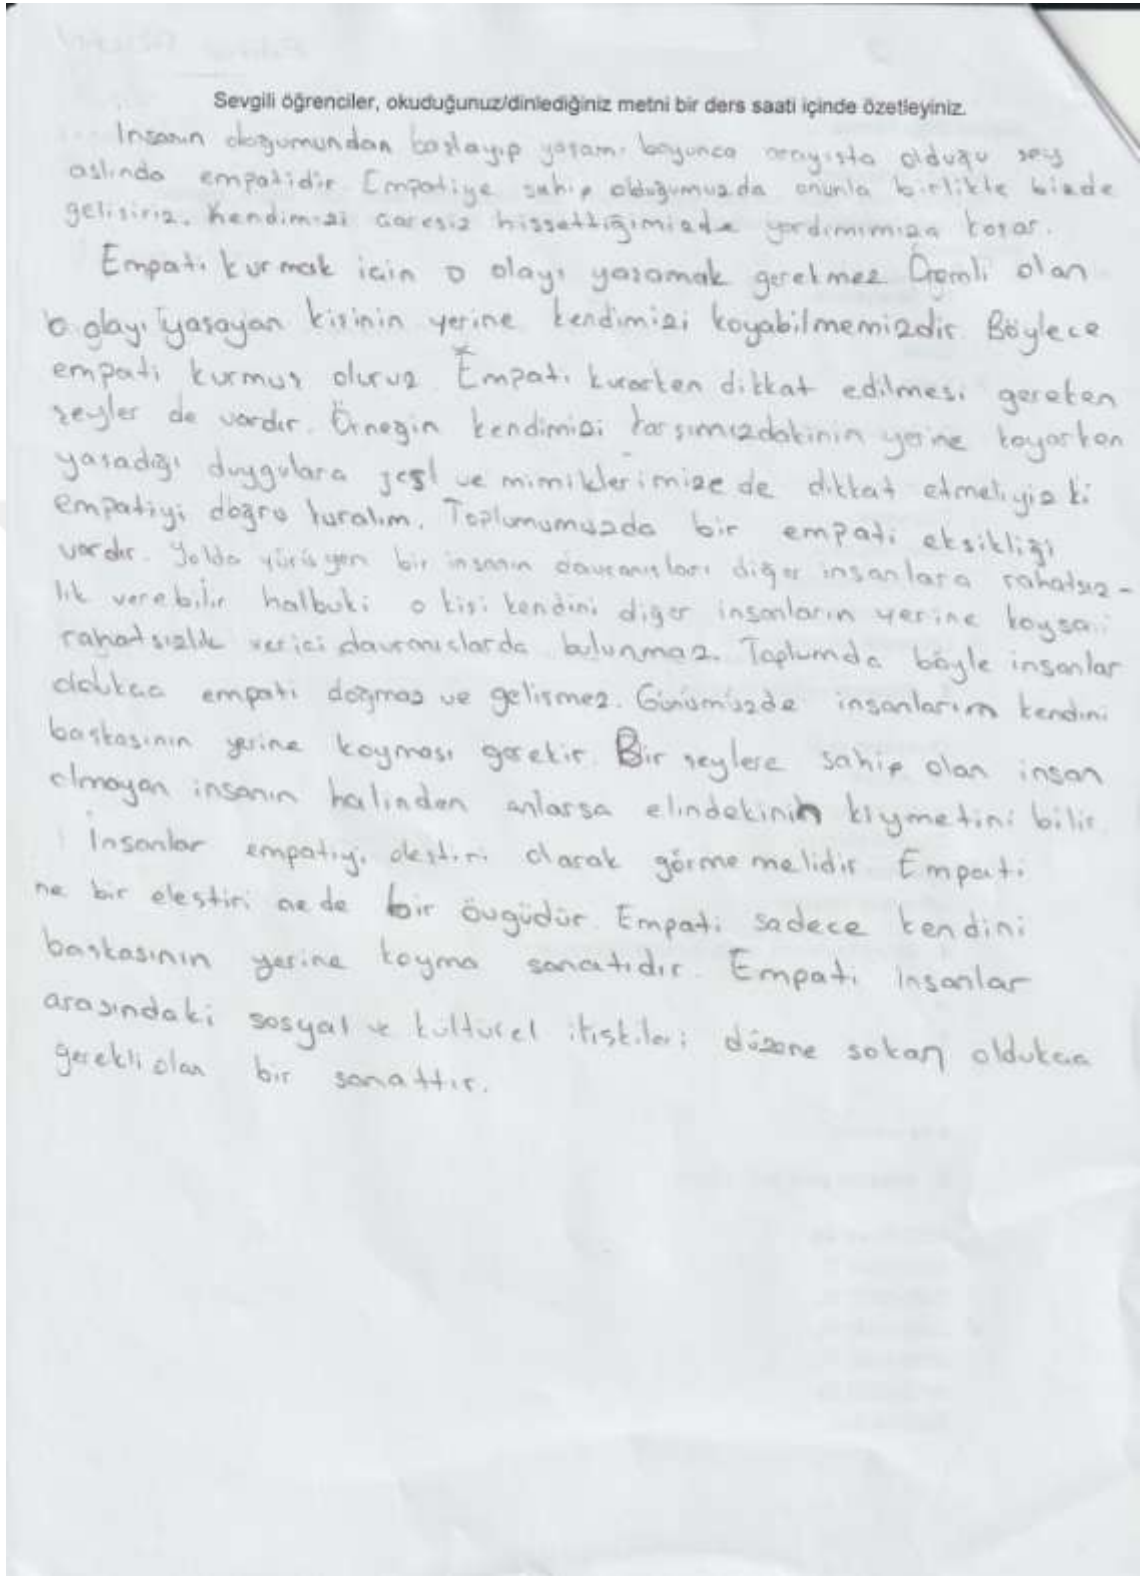 Sevgili öğrenciler, okuduğunuz/dinlediğiniz metni bir ders saati içinde özetleyiniz.
İnsanın doğumundan başlayıp yaşamı boyunca arayışta olduğu şey
aslında empatidir. Empatiye sahip olduğumuzda onunla birlikte bizde
gelişiriz. Kendimizi çaresiz hissettiğimizde yardımımıza koşar.
Empati kurmak için o olayı yaşamak gerekmez Önemli olan
o olayı yaşayan kişinin yerine kendimizi koyabilmemizdir. Böylece
empati kurmuş oluruz. Empati kurarken dikkat edilmesi gereken
şeyler de vardır. Örneğin kendimizi karşımızdakinin yerine koyarken
yaşadığı duygulara jest ve mimiklerimize de dikkat etmeliyiz ki
empatiyi doğru kuralım. Toplumumuzda bir empati eksikliği
vardır. Yolda yürüyen bir insanın davranışları diğer insanlara rahatsız-
lık verebilir halbuki o kişi kendini diğer insanların yerine koysa
rahatsızlık verici davranışlarda bulunmaz. Toplumda böyle insanlar
oldukça empati doğmaz ve gelişmez. Günümüzde insanların kendini
başkasının yerine koyması gerekir. Bir şeylere sahip olan insan
olmayan insanın halinden anlarsa elindekinin kıymetini bilir.
İnsanlar empatiyi eleştiri olarak görmemelidir. Empati
ne bir eleştiri ne de bir övgüdür. Empati sadece kendini
başkasının yerine koyma sanatıdır. Empati insanlar
arasındaki sosyal ve kültürel ilişkileri düzene sokan oldukça
gerekli olan bir sanattır.